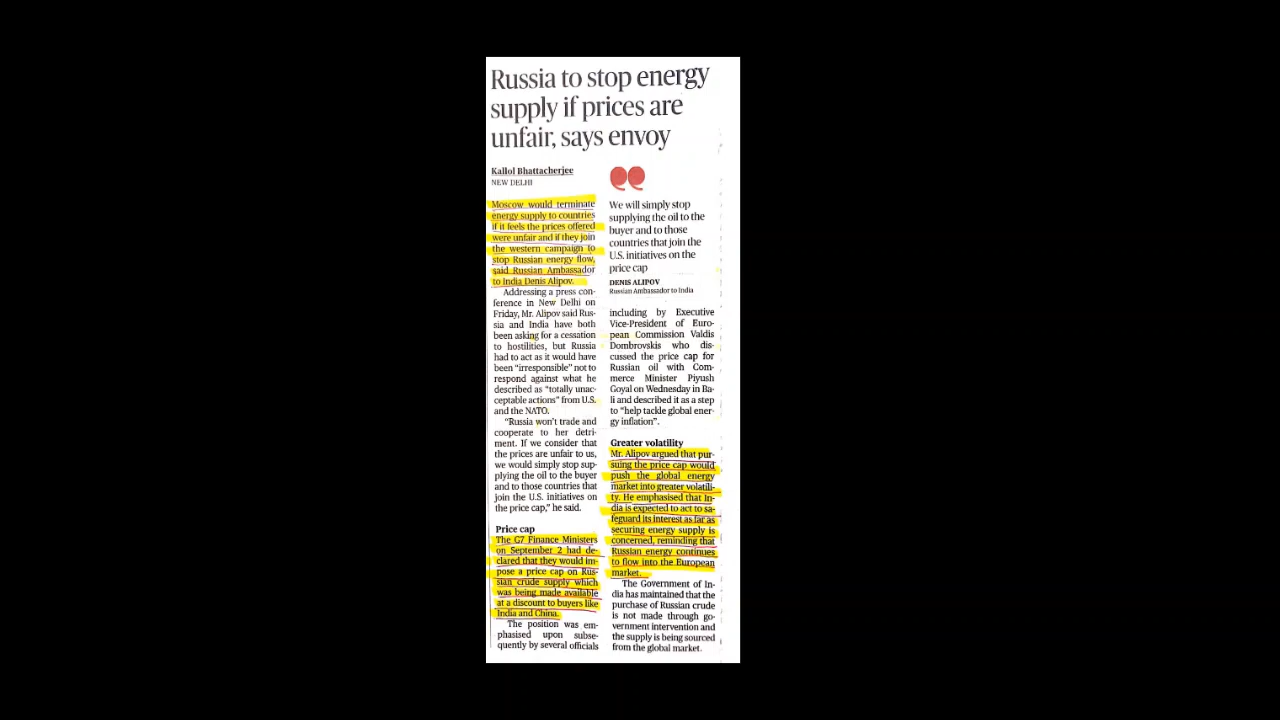 Russia to stop energy
supply if prices are
unfair, says envoy
Kallol Bhattacherjee
NEW DELHI
Moscow would terminate
energy supply to countries
if it feels the prices offered
were unfair and if they join
the western campaign to
stop Russian energy flow,
said Russian Ambassador
to India Denis Alipov.
Addressing a press con-
ference in New Delhi on
Friday, Mr. Alipov said Rus-
sia and India have both
been asking for a cessation
to hostilities, but Russia
had to act as it would have
been "irresponsible" not to
respond against what he
described as "totally unac-
ceptable actions" from U.S.
and the NATO.
"Russia won't trade and
cooperate to her detri-
ment. If we consider that
the prices are unfair to us,
we would simply stop sup-
plying the oil to the buyer
and to those countries that
join the U.S. initiatives on
the price cap," he said.
Price cap
The G7 Finance Ministers
on September 2 had de-
clared that they would im-
pose a price cap on Rus-
sian crude supply which
was being made available
at a discount to buyers like
India and China.
The position was em-
phasised upon subse-
quently by several officials
We will simply stop
supplying the oil to the
buyer and to those
countries that join the
U.S. initiatives on the
price cap
DENIS ALIPOV
Russian Ambassador to India
including by Executive
Vice-President of Euro-
pean Commission Valdis
Dombrovskis who dis-
cussed the price cap for
Russian oil with Com-
merce Minister Piyush
Goyal on Wednesday in Ba-
li and described it as a step
to "help tackle global ener-
gy inflation".
Greater volatility
Mr. Alipov argued that pur-
suing the price cap would
push the global energy
market into greater volatili-
ty. He emphasised that In-
dia is expected to act to sa-
feguard its interest as far as
securing energy supply is
concerned, reminding that
Russian energy continues
to flow into the European
market.
The Government of In-
dia has maintained that the
purchase of Russian crude
is not made through go-
vernment intervention and
the supply is being sourced
from the global market.